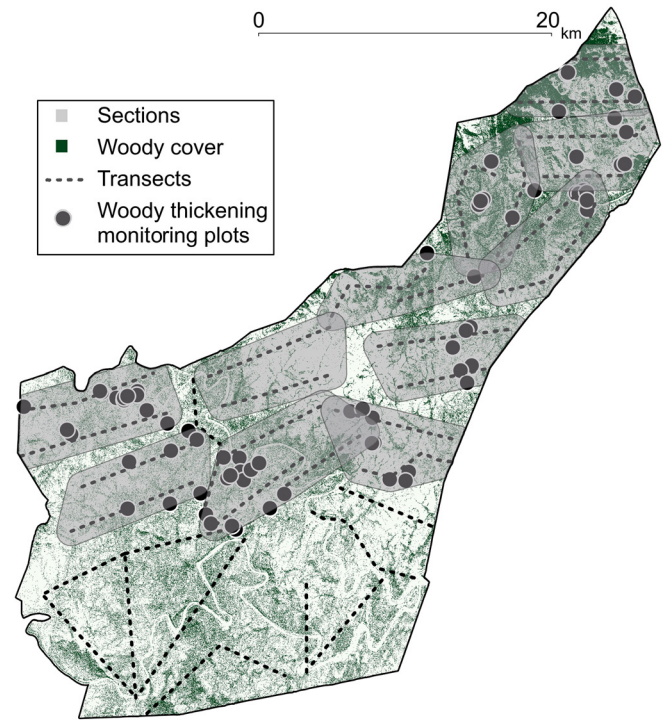 0 20 km
Sections
Woody cover
Transects
Woody thickening
monitoring plots